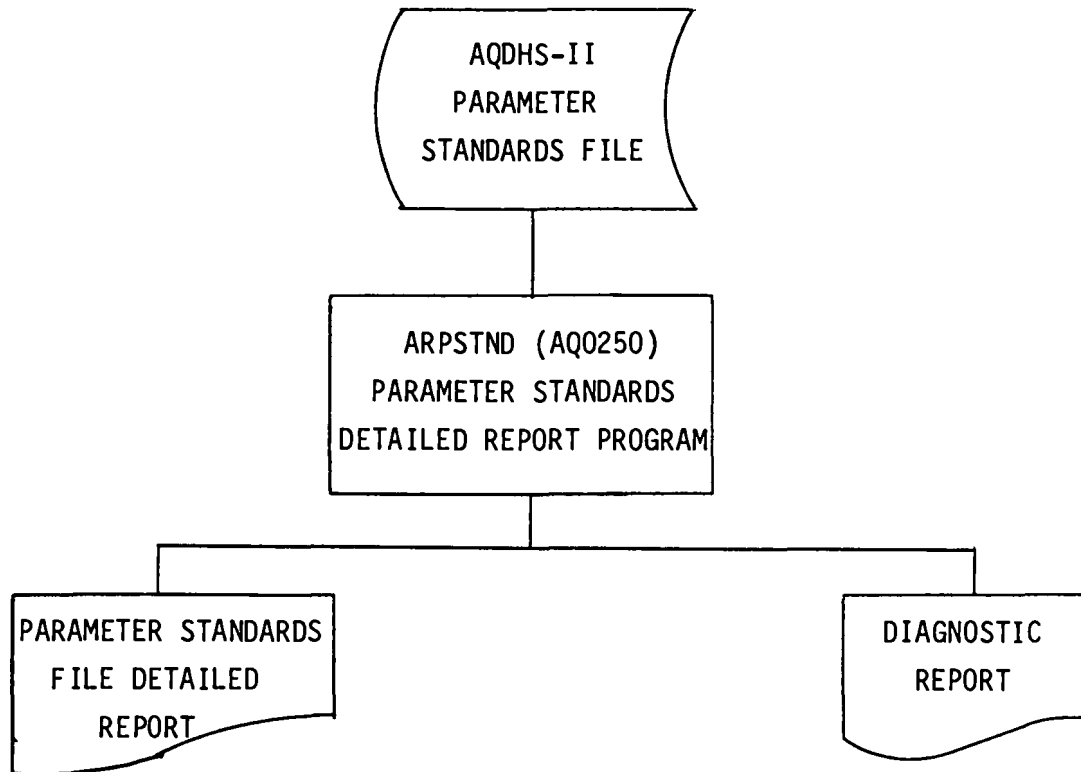 AQDHS-II
PARAMETER
STANDARDS FILE
ARPSTND (AQ0250)
PARAMETER STANDARDS
DETAILED REPORT PROGRAM
PARAMETER STANDARDS
FILE DETAILED
REPORT
DIAGNOSTIC
REPORT